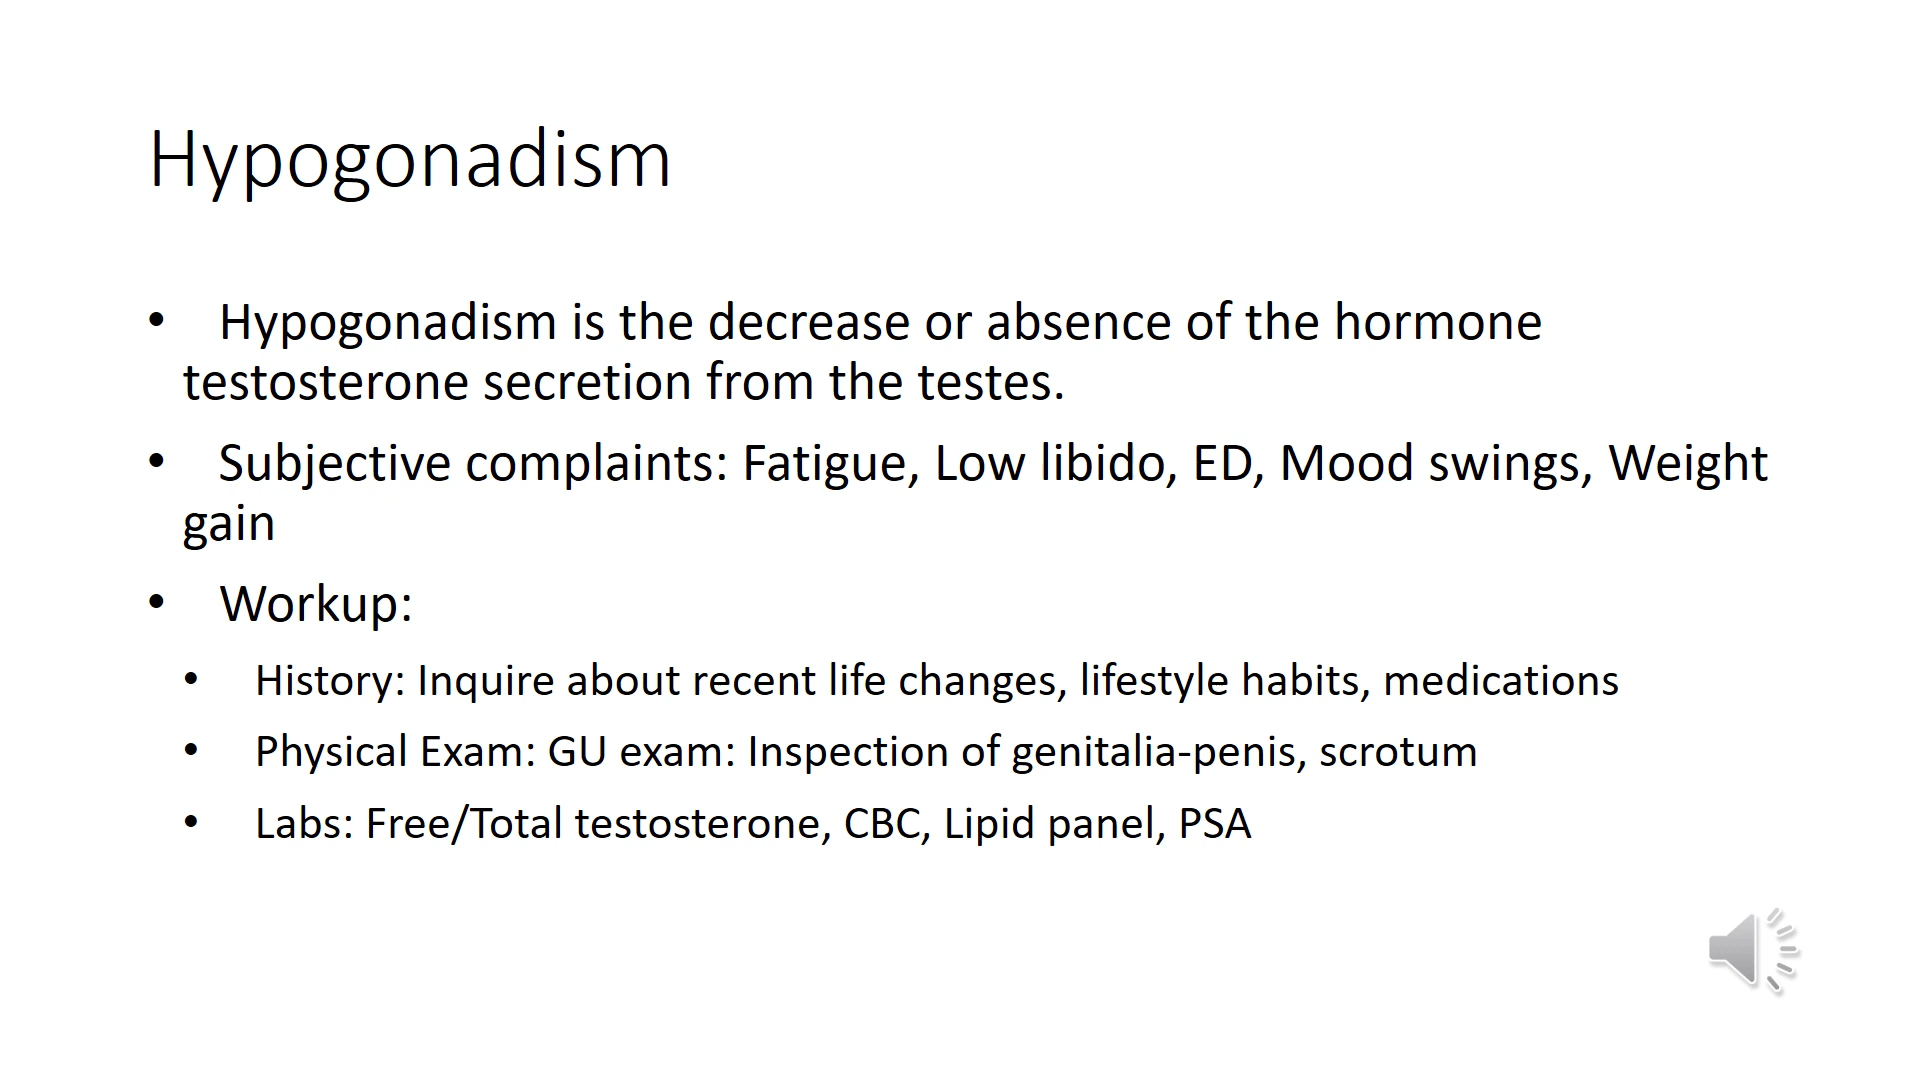 Hypogonadism
• Hypogonadism is the decrease or absence of the hormone
testosterone secretion from the testes.
• Subjective complaints: Fatigue, Low libido, ED, Mood swings, Weight
gain
• Workup:
• History: Inquire about recent life changes, lifestyle habits, medications
• Physical Exam: GU exam: Inspection of genitalia-penis, scrotum
• Labs: Free/Total testosterone, CBC, Lipid panel, PSA